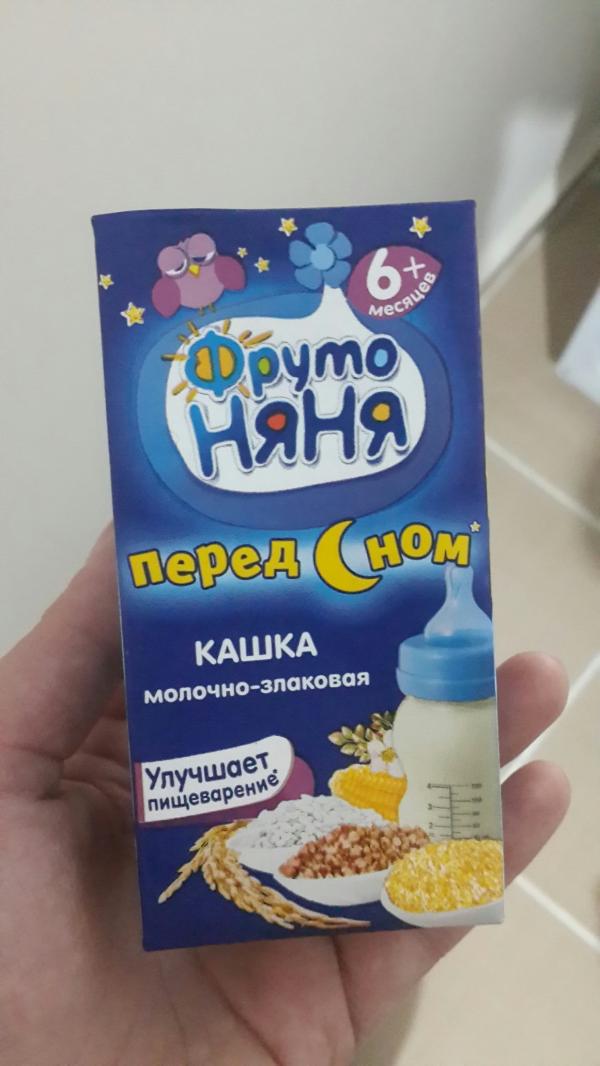 6+
месяцев
Фруто
НЯНЯ
перед Сном*
КАШКА
молочно-злаковая
Улучшает
пищеварение*